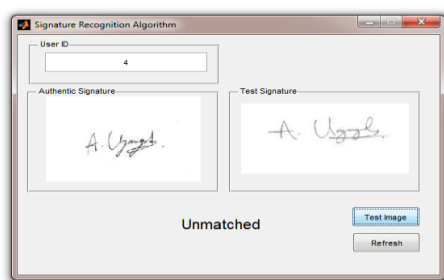 Signature Recognition Algorithm
User ID
4
Authentic Signature
Test Signature
A.
A.
Unmatched
Test Image
Refresh